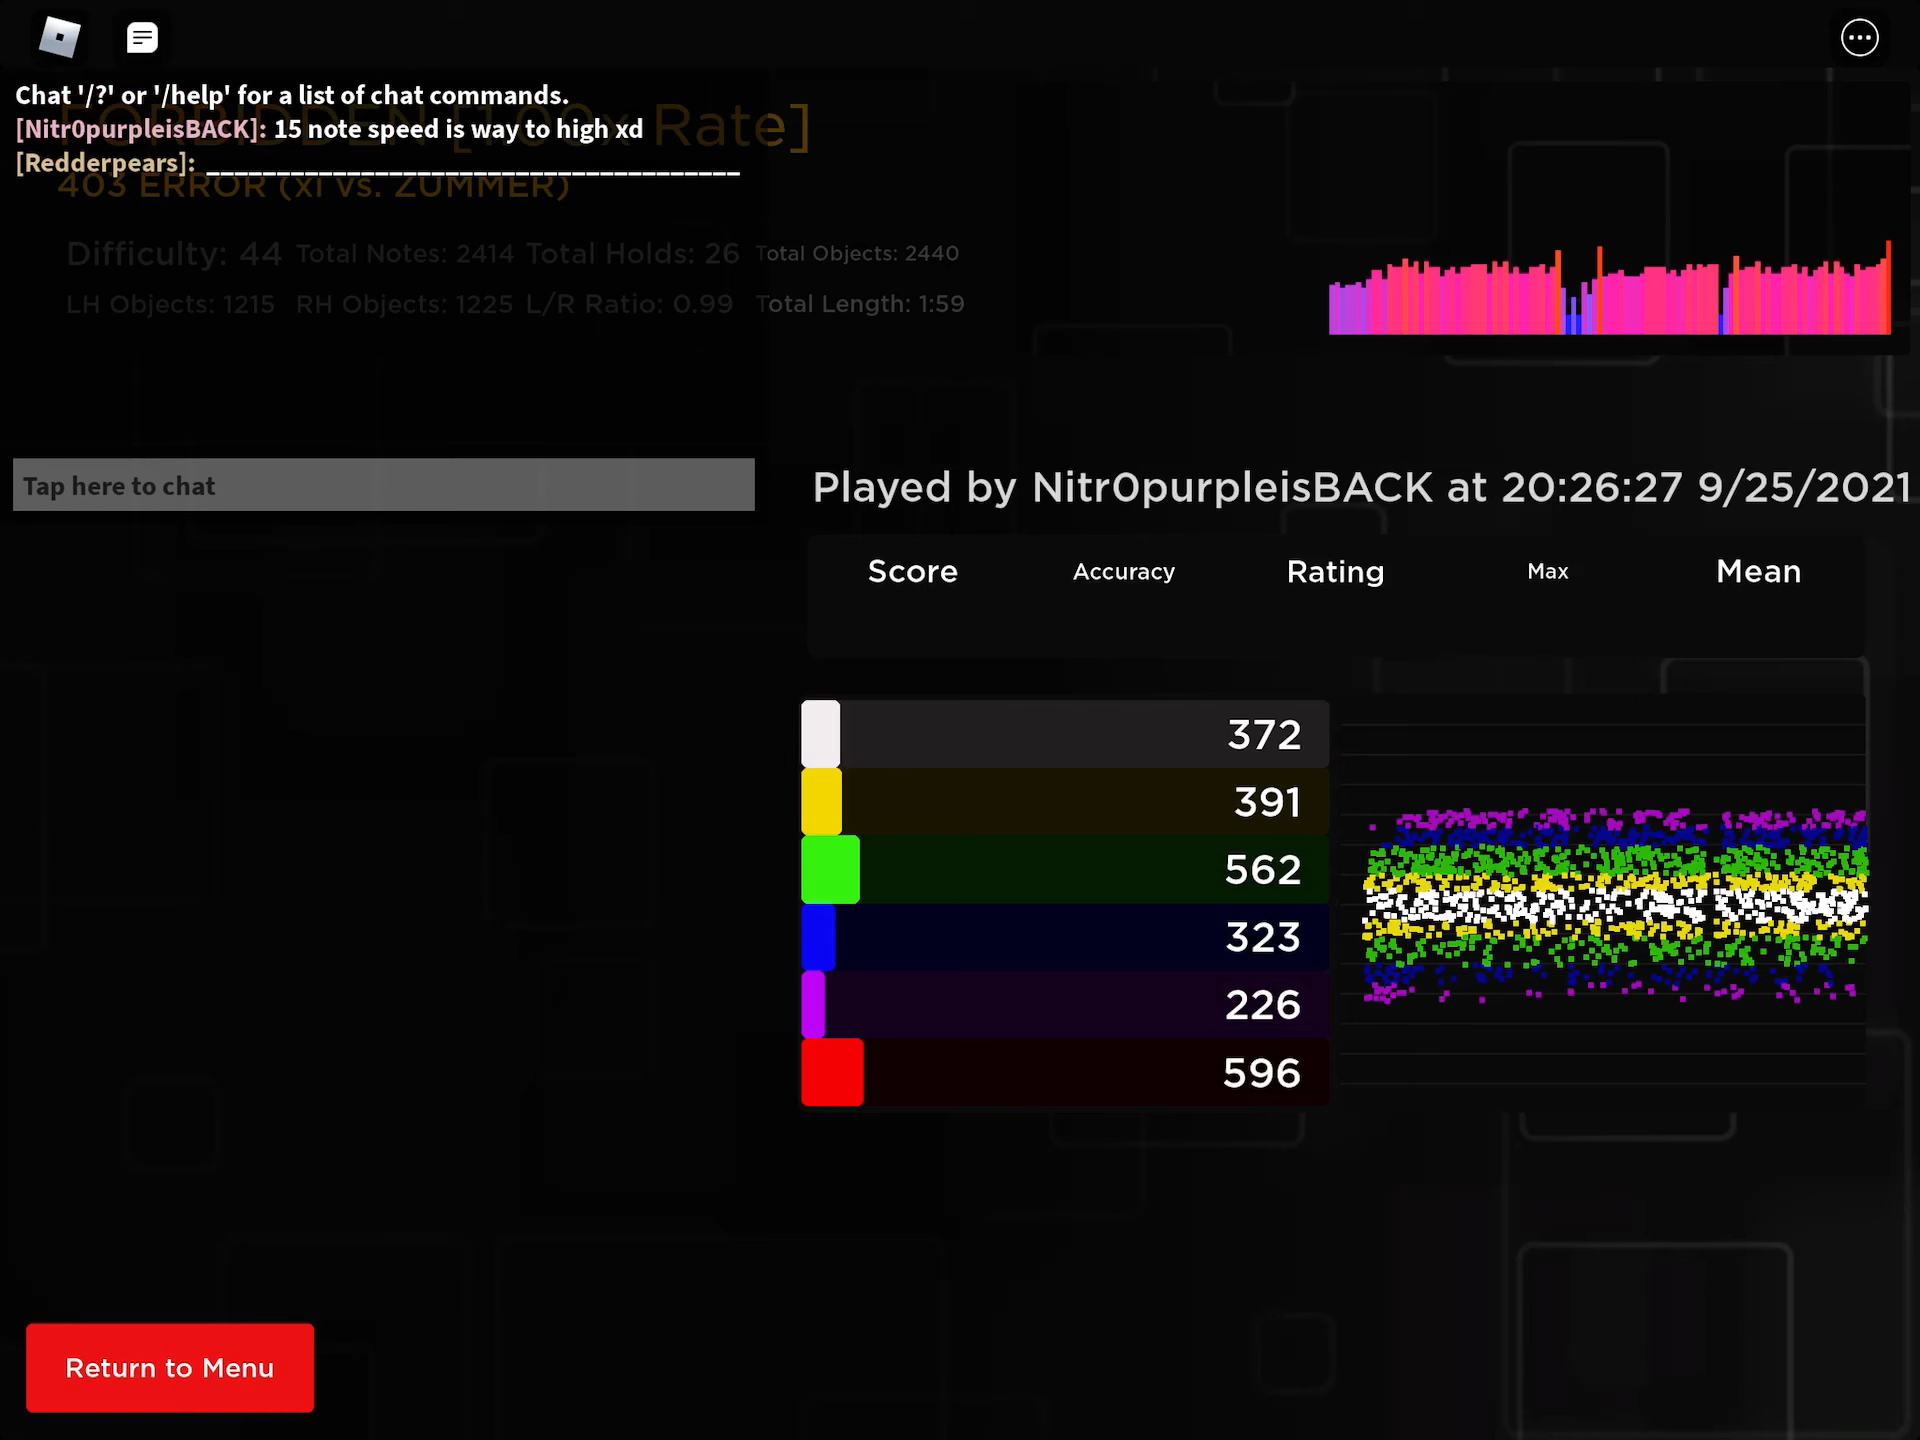 Chat '/?' or '/help' for a list of chat commands.
FORBIDDEN [1.00x Rate]
[Nitr0purpleisBACK]: 15 note speed is way to high xd
[Redderpears]: ______________________________________
403 ERROR (xi vs. ZUMMER)
Difficulty: 44 Total Notes: 2414 Total Holds: 26 Total Objects: 2440
LH Objects: 1215 RH Objects: 1225 L/R Ratio: 0.99 Total Length: 1:59
Tap here to chat
Played by Nitr0purpleisBACK at 20:26:27 9/25/2021
Score Accuracy Rating Max Mean
372
391
562
323
226
596
Return to Menu